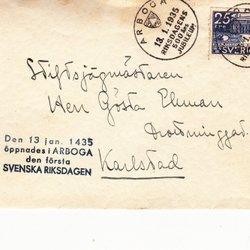 ARBOGA
13.1.1935
RIKSDAGENS
500 ÅRS
JUBILEUM
25
SVERIGE
Stiftsjägmästaren
Herr Gösta Ekman
Drottninggat
Karlstad
Den 13 jan. 1435
öppnades i ARBOGA
den första
SVENSKA RIKSDAGEN